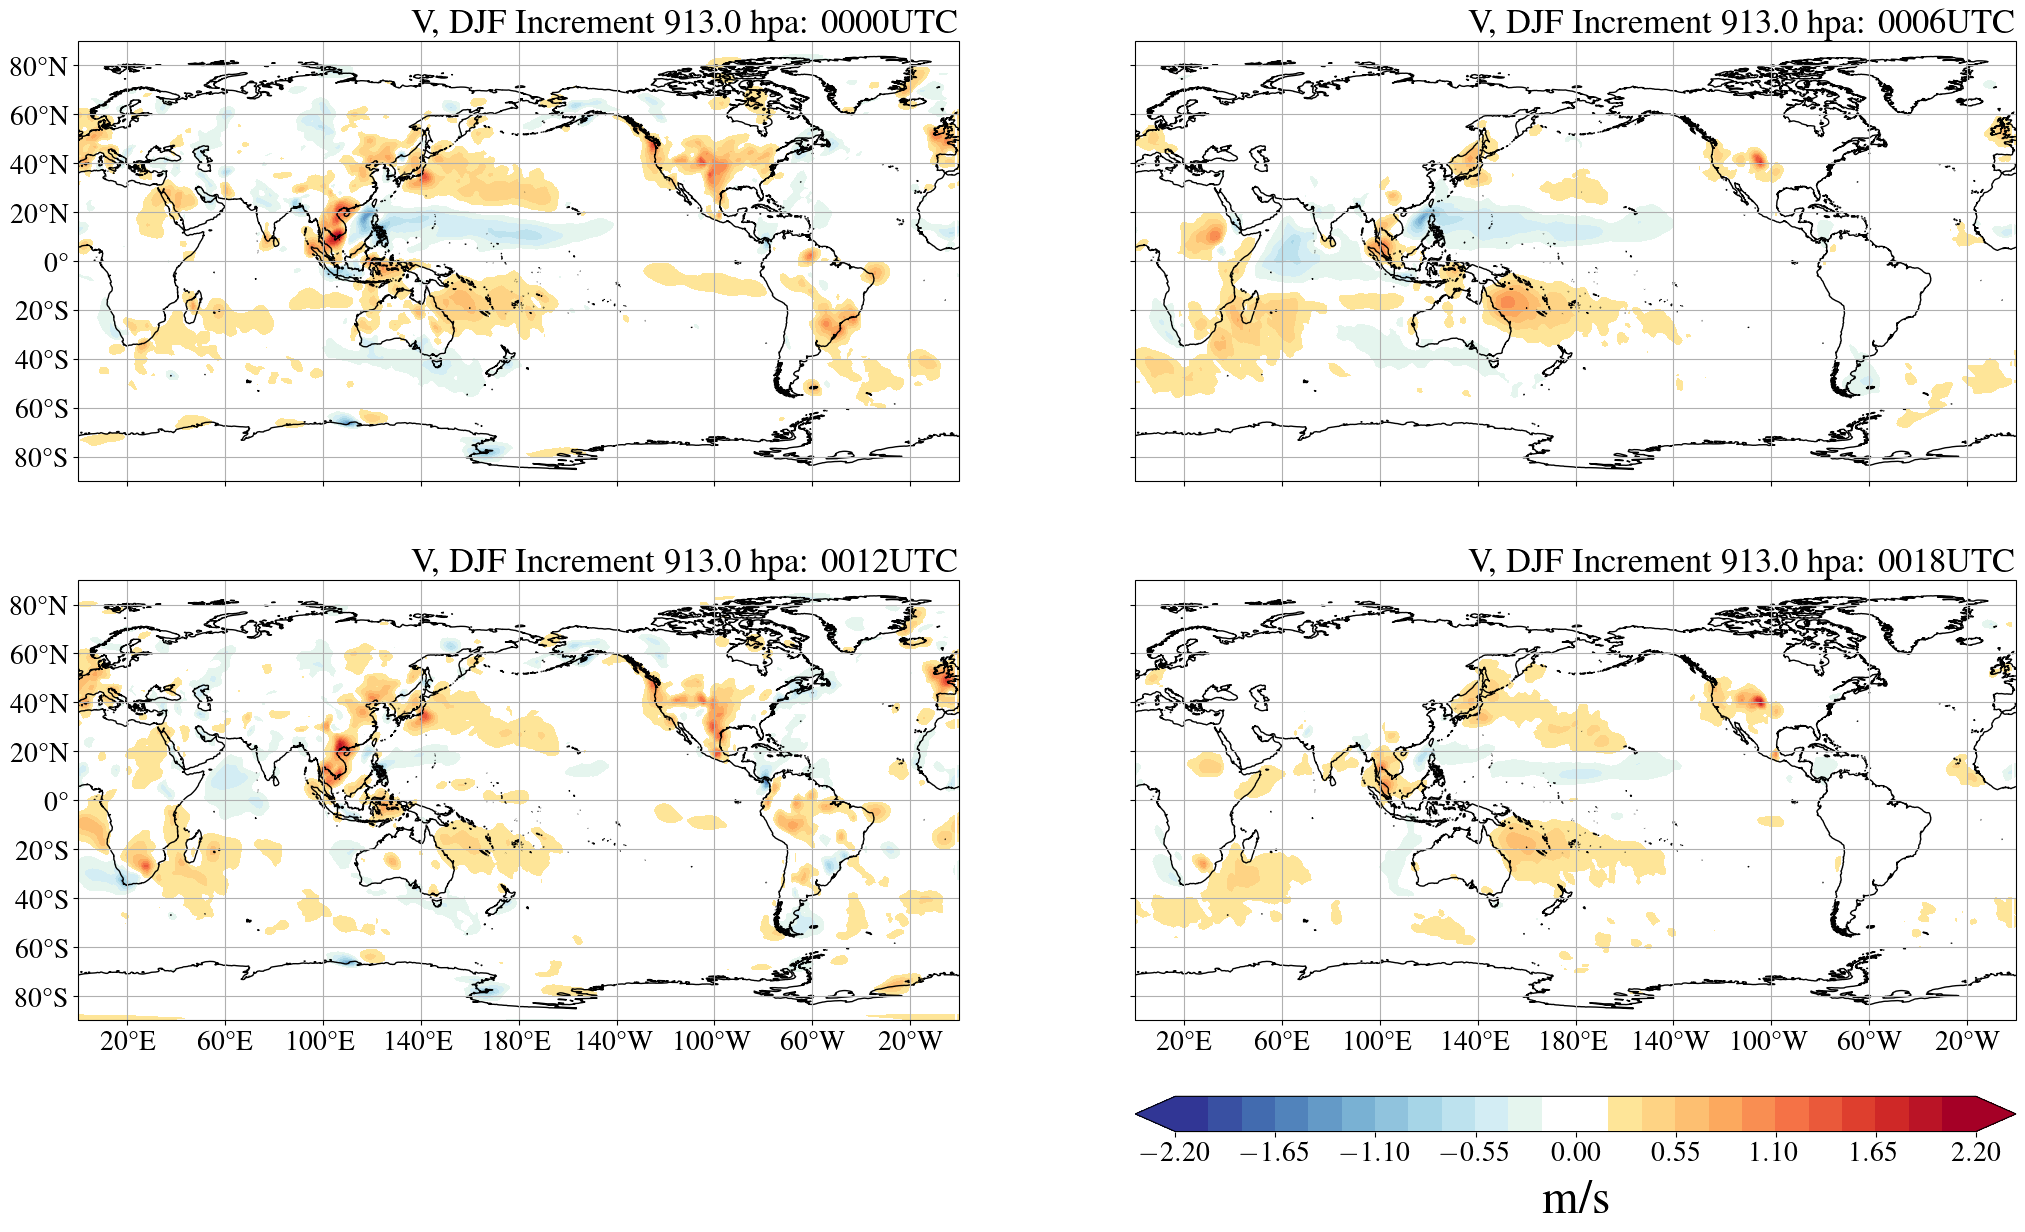 V, DJF Increment 913.0 hpa: 0000UTC
V, DJF Increment 913.0 hpa: 0006UTC
80°N
60°N
40°N
20°N
0°
20°S
40°S
60°S
80°S
V, DJF Increment 913.0 hpa: 0012UTC
V, DJF Increment 913.0 hpa: 0018UTC
80°N
60°N
40°N
20°N
0°
20°S
40°S
60°S
80°S
20°E 60°E 100°E 140°E 180°E 140°W 100°W 60°W 20°W
20°E 60°E 100°E 140°E 180°E 140°W 100°W 60°W 20°W
−2.20 −1.65 −1.10 −0.55 0.00 0.55 1.10 1.65 2.20
m/s